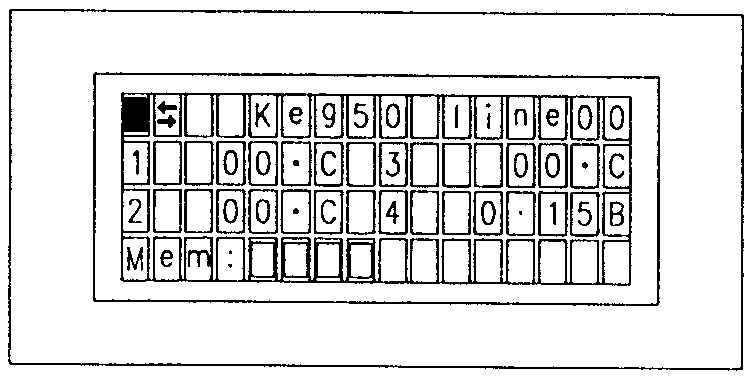 ■⇆  Keg50 line00
1  00·C 3   00·C
2  00·C 4  0·15B
Mem: